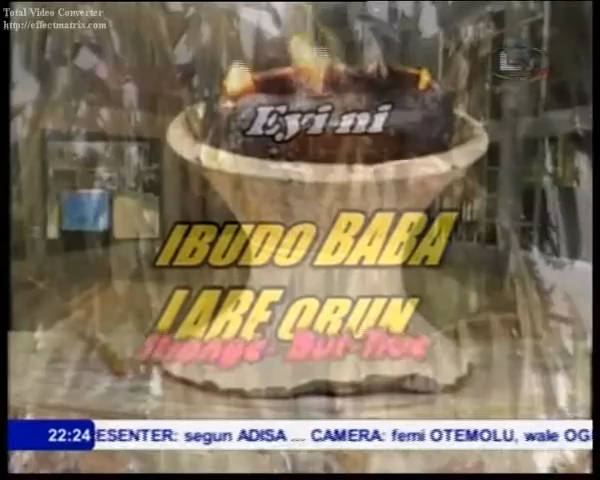 Total Video Converter
http://effectmatrix.com
Eyi-ni
IBUDO BABA
LARE ORUN
22:24 ESENTER: segun ADISA ... CAMERA: femi OTEMOLU, wale OG